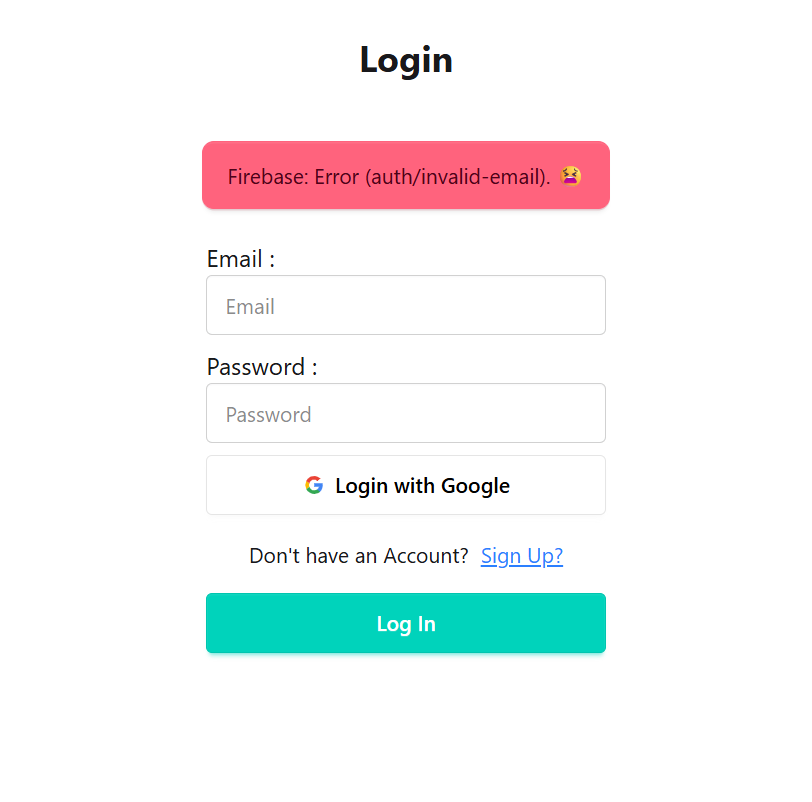 Login
Firebase: Error (auth/invalid-email). 😫
Email :
Email
Password :
Password
Login with Google
Don't have an Account? Sign Up?
Log In